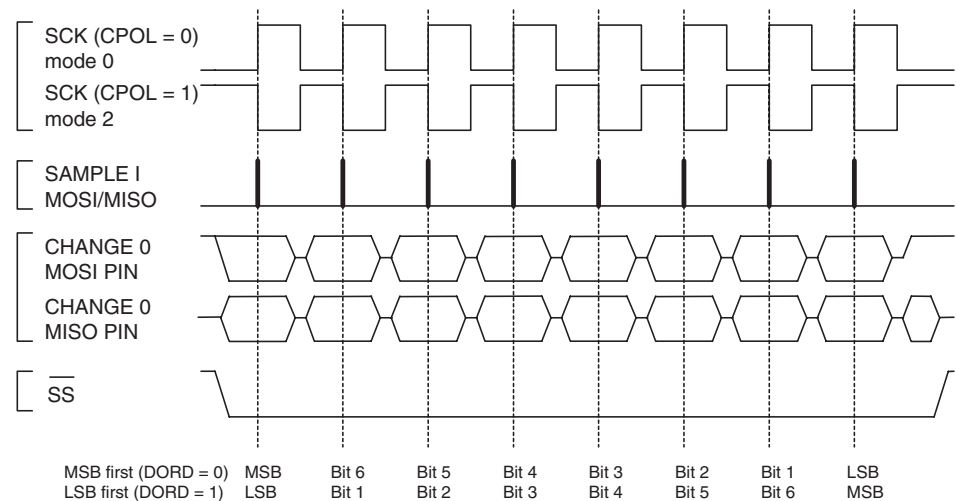 SCK (CPOL = 0)
mode 0
SCK (CPOL = 1)
mode 2
SAMPLE I
MOSI/MISO
CHANGE 0
MOSI PIN
CHANGE 0
MISO PIN
SS
MSB first (DORD = 0) MSB Bit 6 Bit 5 Bit 4 Bit 3 Bit 2 Bit 1 LSB
LSB first (DORD = 1) LSB Bit 1 Bit 2 Bit 3 Bit 4 Bit 5 Bit 6 MSB